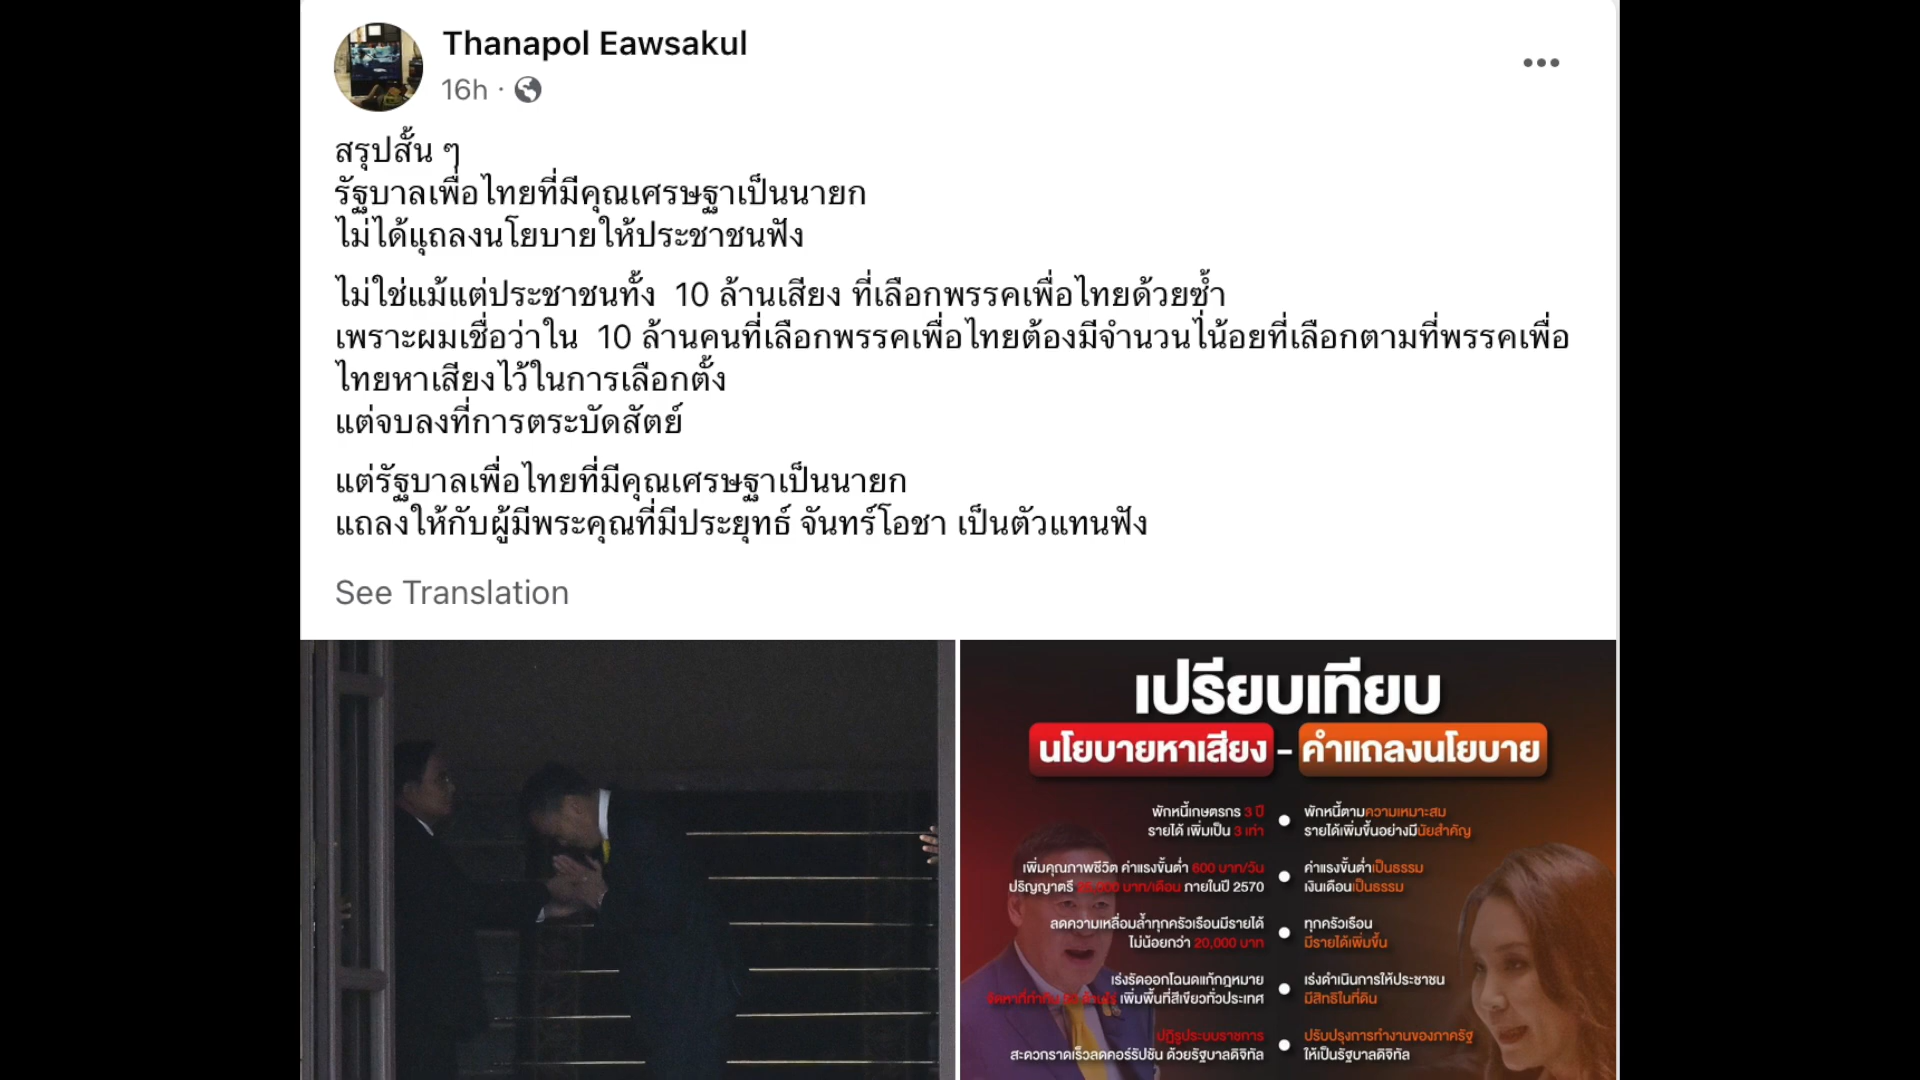 Thanapol Eawsakul
16h ·
สรุปสั้น ๆ
รัฐบาลเพื่อไทยที่มีคุณเศรษฐาเป็นนายก
ไม่ได้แุถลงนโยบายให้ประชาชนฟัง
ไม่ใช่แม้แต่ประชาชนทั้ง 10 ล้านเสียง ที่เลือกพรรคเพื่อไทยด้วยซ้ำ
เพราะผมเชื่อว่าใน 10 ล้านคนที่เลือกพรรคเพื่อไทยต้องมีจำนวนไ่น้อยที่เลือกตามที่พรรคเพื่อ
ไทยหาเสียงไว้ในการเลือกตั้ง
แต่จบลงที่การตระบัดสัตย์
แต่รัฐบาลเพื่อไทยที่มีคุณเศรษฐาเป็นนายก
แถลงให้กับผู้มีพระคุณที่มีประยุทธ์ จันทร์โอชา เป็นตัวแทนฟัง
See Translation
เปรียบเทียบ
นโยบายหาเสียง - คำแถลงนโยบาย
พักหนี้เกษตรกร 3 ปี
รายได้ เพิ่มเป็น 3 เท่า
พักหนี้ตามความเหมาะสม
รายได้เพิ่มขึ้นอย่างมีนัยสำคัญ
เพิ่มคุณภาพชีวิต ค่าแรงขั้นต่ำ 600 บาท/วัน
ปริญญาตรี บาท/เดือน ภายในปี 2570
ค่าแรงขั้นต่ำเป็นธรรม
เงินเดือนเป็นธรรม
ลดความเหลื่อมล้ำทุกครัวเรือนมีรายได้
ไม่น้อยกว่า 20,000 บาท
ทุกครัวเรือน
มีรายได้เพิ่มขึ้น
เร่งรัดออกโฉนดแก้กฎหมาย
เพิ่มพื้นที่สีเขียวทั่วประเทศ
เร่งดำเนินการให้ประชาชน
มีสิทธิในที่ดิน
ปฏิรูประบบราชการ
สะดวกราดเร็วลดคอร์รัปชัน ด้วยรัฐบาลดิจิทัล
ปรับปรุงการทำงานของภาครัฐ
ให้เป็นรัฐบาลดิจิทัล